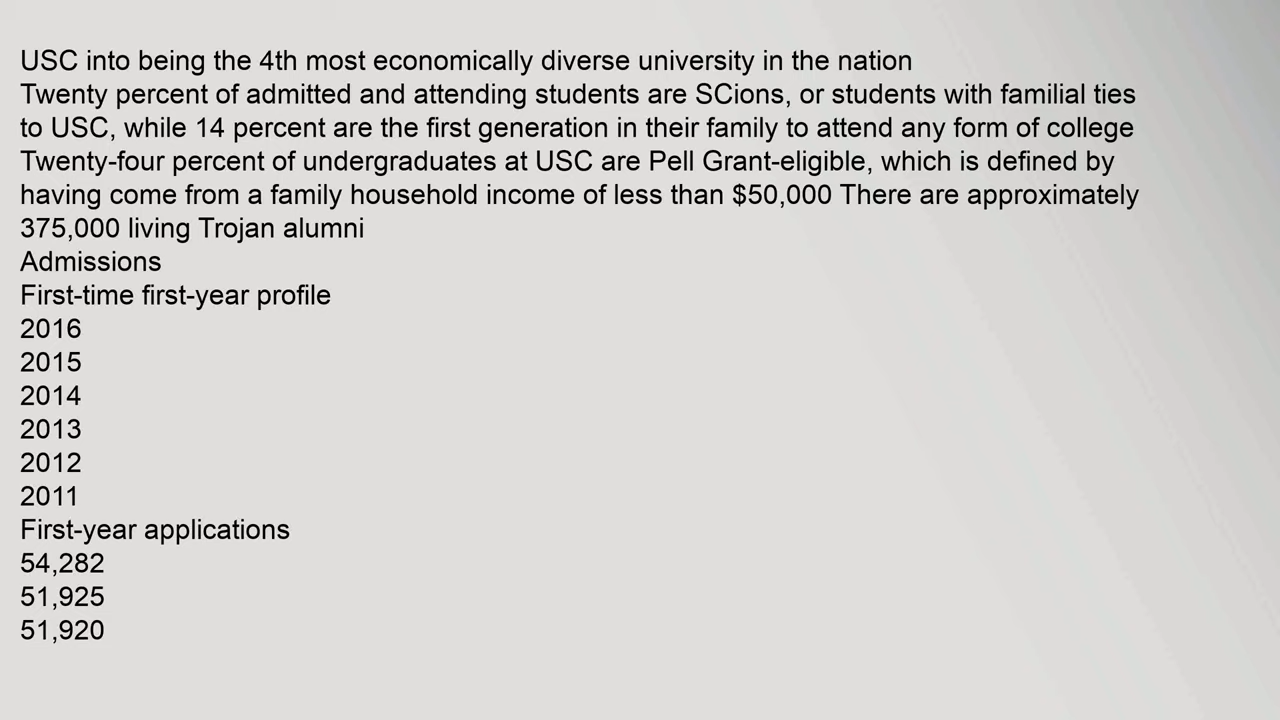 USC into being the 4th most economically diverse university in the nation
Twenty percent of admitted and attending students are SCions, or students with familial ties
to USC, while 14 percent are the first generation in their family to attend any form of college
Twenty-four percent of undergraduates at USC are Pell Grant-eligible, which is defined by
having come from a family household income of less than $50,000 There are approximately
375,000 living Trojan alumni
Admissions
First-time first-year profile
2016
2015
2014
2013
2012
2011
First-year applications
54,282
51,925
51,920